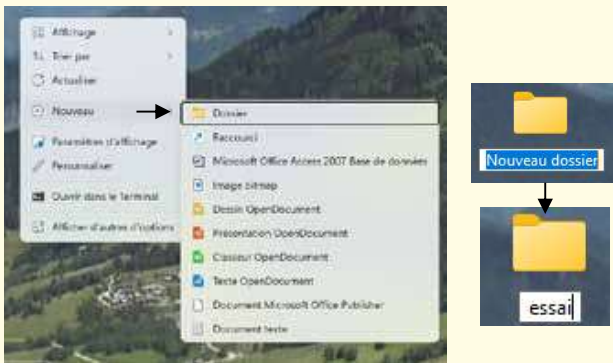 Affichage
Trier par
Actualiser
Nouveau
Paramètres d'affichage
Personnaliser
Ouvrir dans le Terminal
Afficher d'autres d'options
Dossier
Raccourci
Microsoft Office Access 2007 Base de données
Image bitmap
Dessin OpenDocument
Présentation OpenDocument
Classeur OpenDocument
Texte OpenDocument
Document Microsoft Office Publisher
Document texte
Nouveau dossier
essai